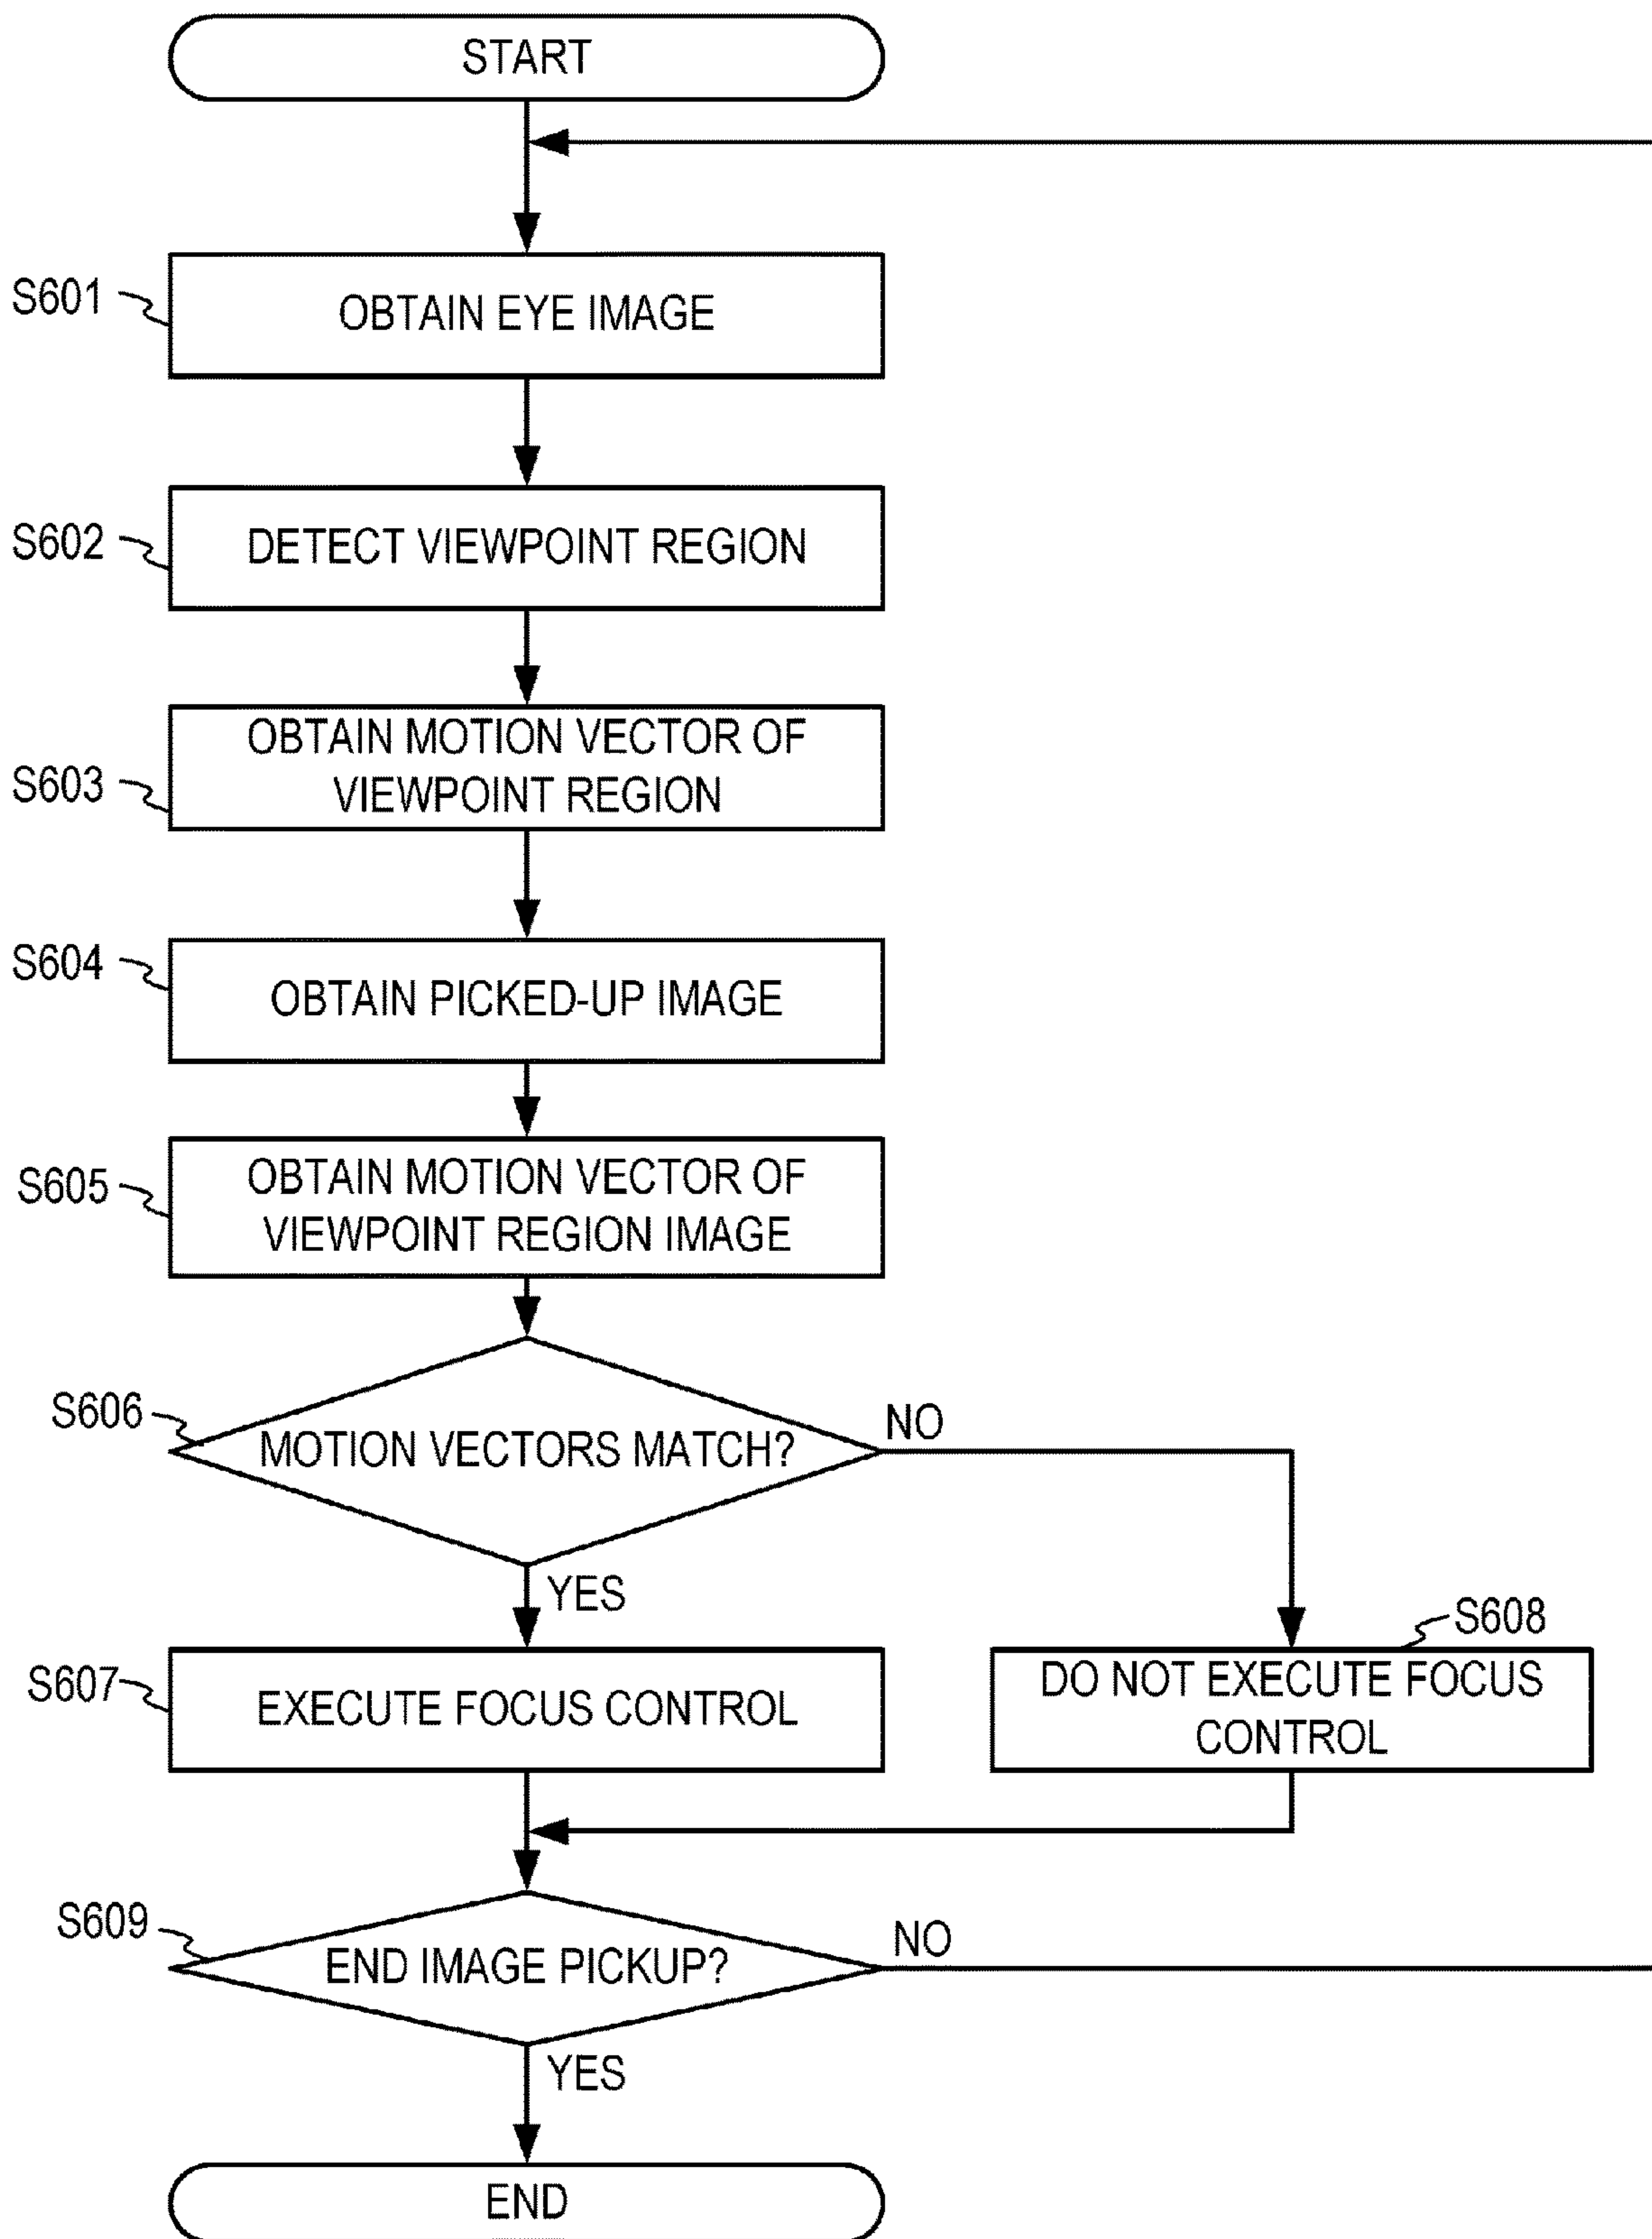 START
S601
OBTAIN EYE IMAGE
S602
DETECT VIEWPOINT REGION
S603
OBTAIN MOTION VECTOR OF
VIEWPOINT REGION
S604
OBTAIN PICKED-UP IMAGE
S605
OBTAIN MOTION VECTOR OF
VIEWPOINT REGION IMAGE
S606
MOTION VECTORS MATCH?
NO
YES
S607
EXECUTE FOCUS CONTROL
S608
DO NOT EXECUTE FOCUS
CONTROL
S609
END IMAGE PICKUP?
NO
YES
END